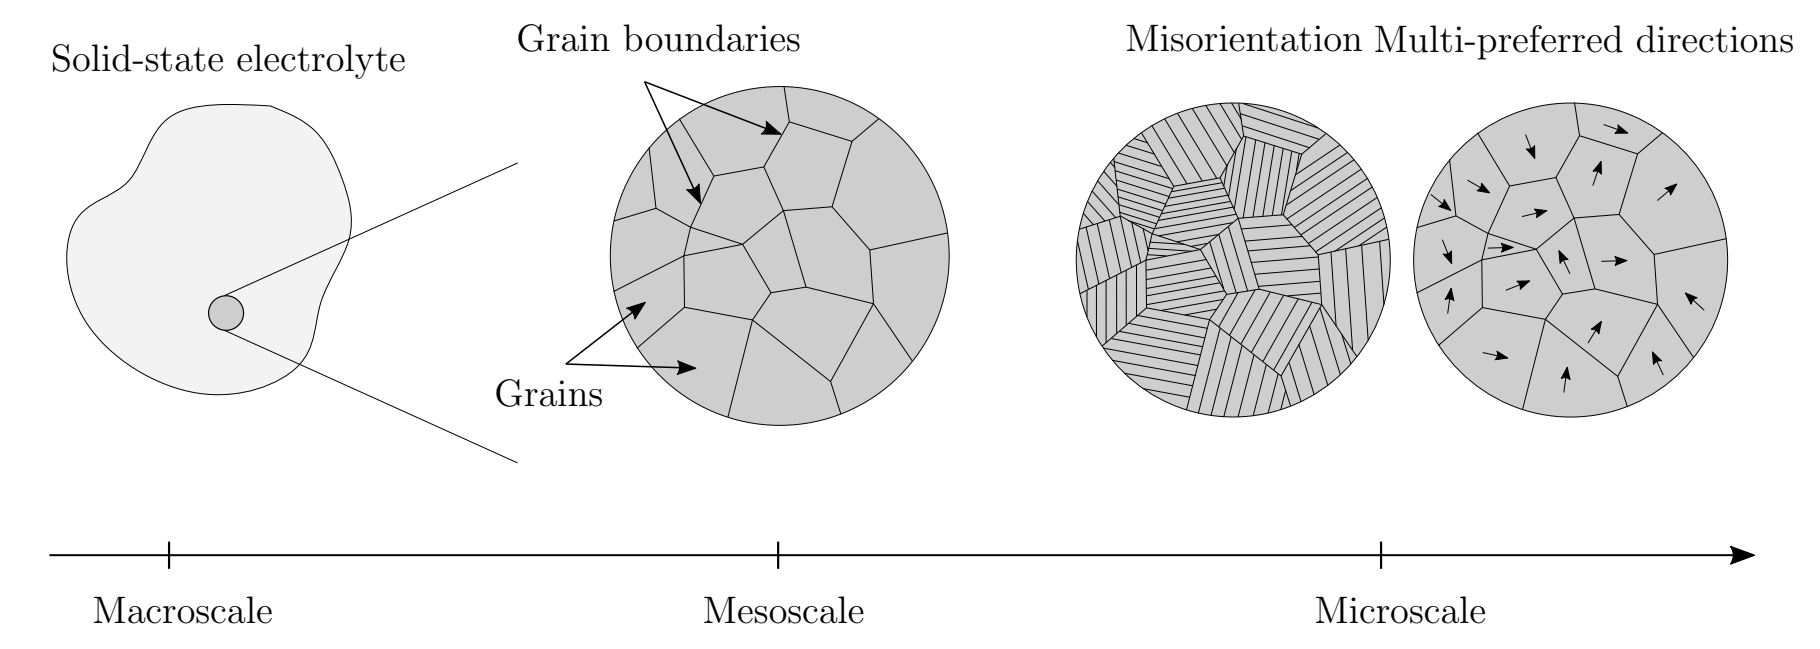 Solid-state electrolyte
Grain boundaries
Grains
Misorientation
Multi-preferred directions
Macroscale
Mesoscale
Microscale